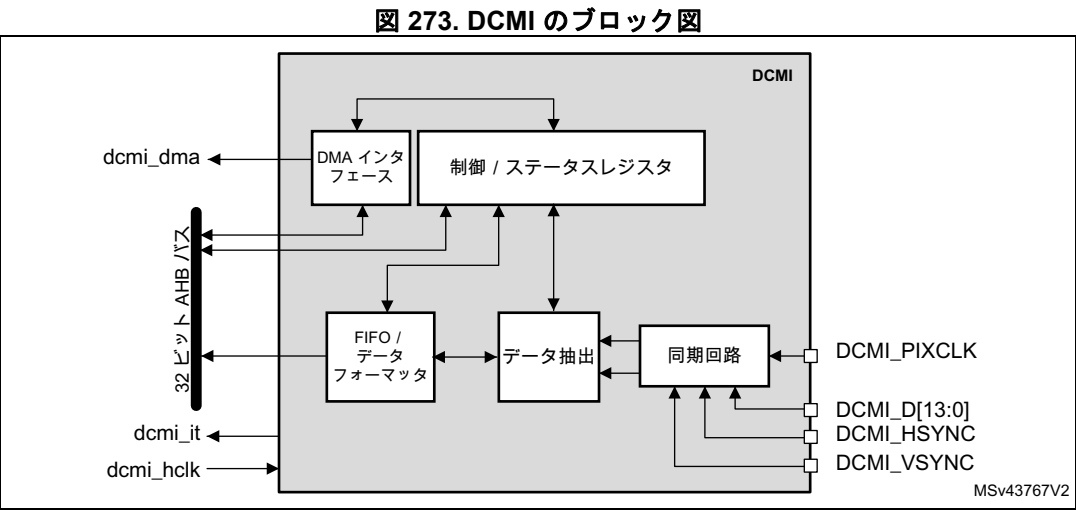 図 273. DCMI のブロック図
DCMI
dcmi_dma
DMA インタ
フェース
制御 / ステータスレジスタ
32 ビット AHB バス
FIFO /
データ
フォーマッタ
データ抽出
同期回路
DCMI_PIXCLK
DCMI_D[13:0]
DCMI_HSYNC
DCMI_VSYNC
dcmi_it
dcmi_hclk
MSv43767V2